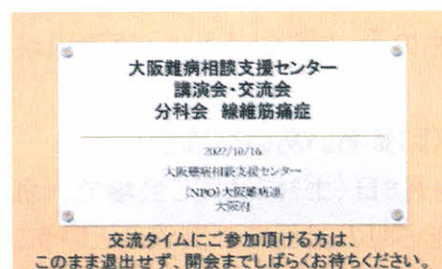 大阪難病相談支援センター
講演会・交流会
分科会 線維筋痛症
2022/10/16
大阪難病相談支援センター
(NPO)大阪難病連
大阪府
交流タイムにご参加頂ける方は、
このまま退出せず、開会までしばらくお待ちください。